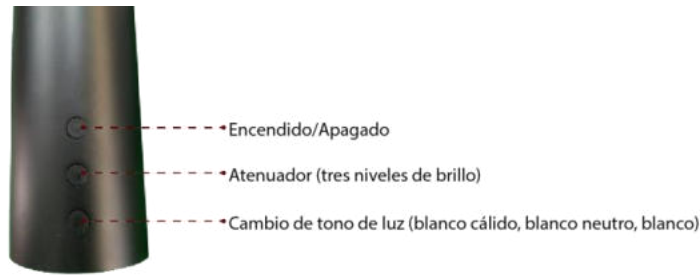 Encendido/Apagado
Atenuador (tres niveles de brillo)
Cambio de tono de luz (blanco cálido, blanco neutro, blanco)